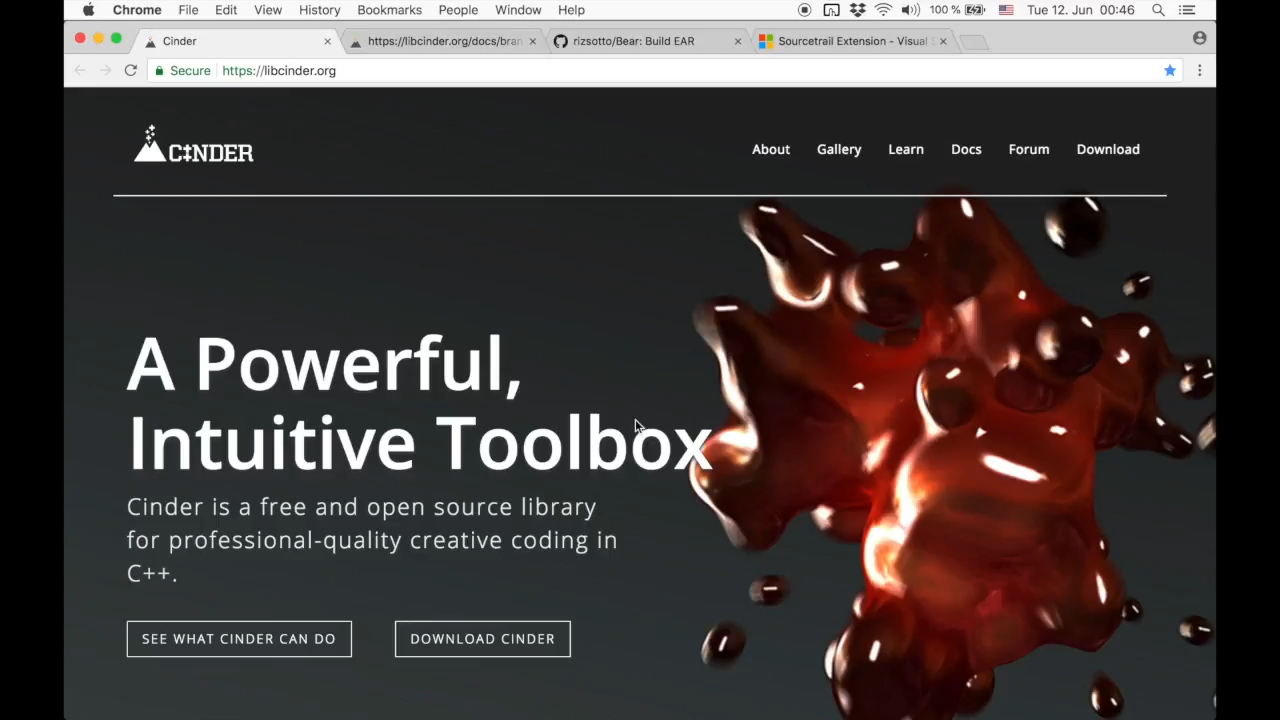 Chrome File Edit View History Bookmarks People Window Help 100 % Tue 12. Jun 00:46
Cinder https://libcinder.org/docs/bran rizsotto/Bear: Build EAR Sourcetrail Extension - Visual
Secure https://libcinder.org
CINDER
About Gallery Learn Docs Forum Download
A Powerful,
Intuitive Toolbox
Cinder is a free and open source library
for professional-quality creative coding in
C++.
SEE WHAT CINDER CAN DO DOWNLOAD CINDER